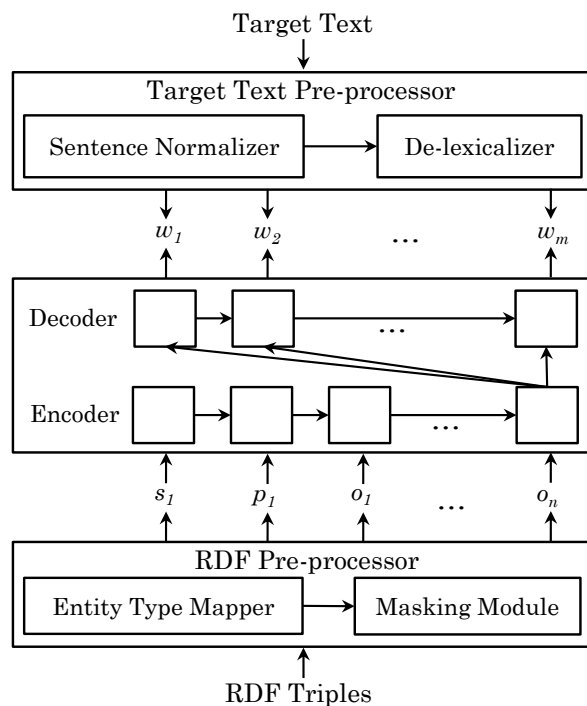 Target Text
Target Text Pre-processor
Sentence Normalizer De-lexicalizer
w1 w2 ... wm
Decoder
...
Encoder
...
s1 p1 o1 ... on
RDF Pre-processor
Entity Type Mapper Masking Module
RDF Triples